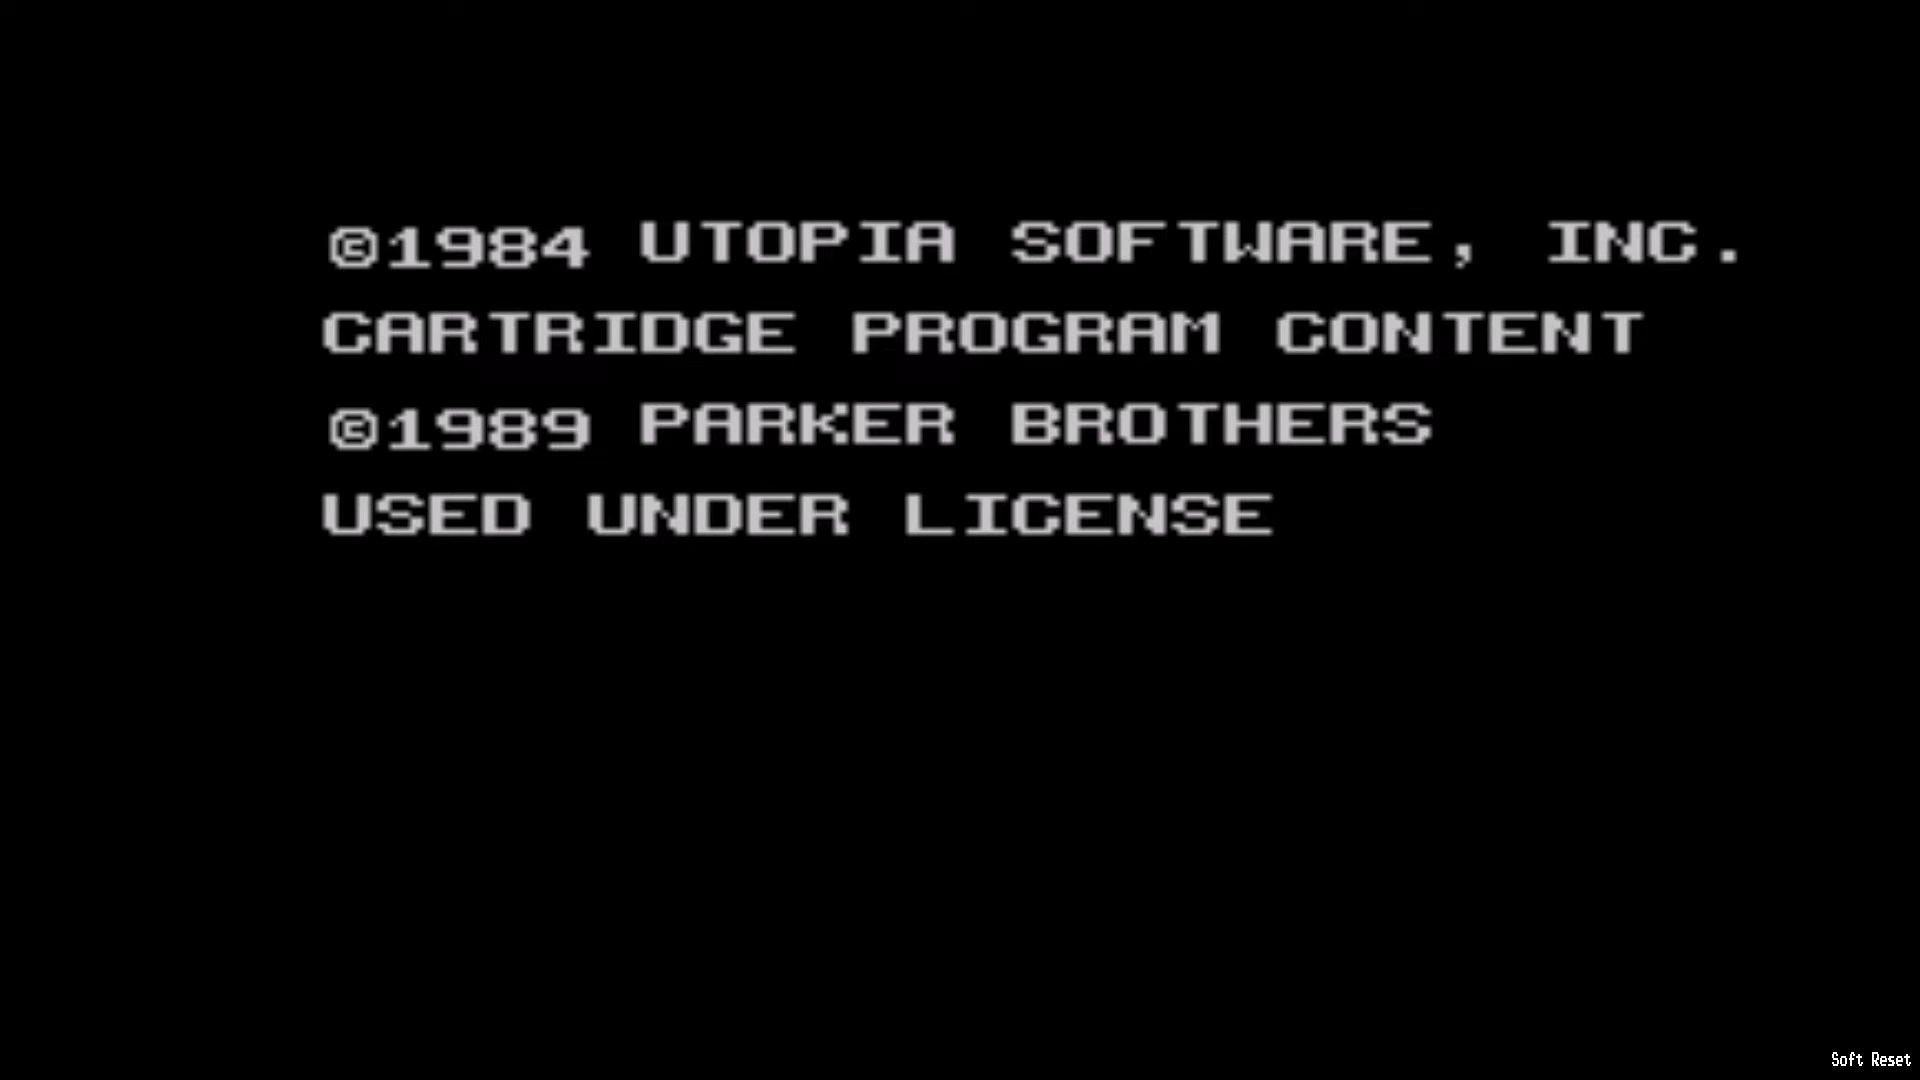 ©1984 UTOPIA SOFTWARE, INC.
CARTRIDGE PROGRAM CONTENT
©1989 PARKER BROTHERS
USED UNDER LICENSE
Soft Reset